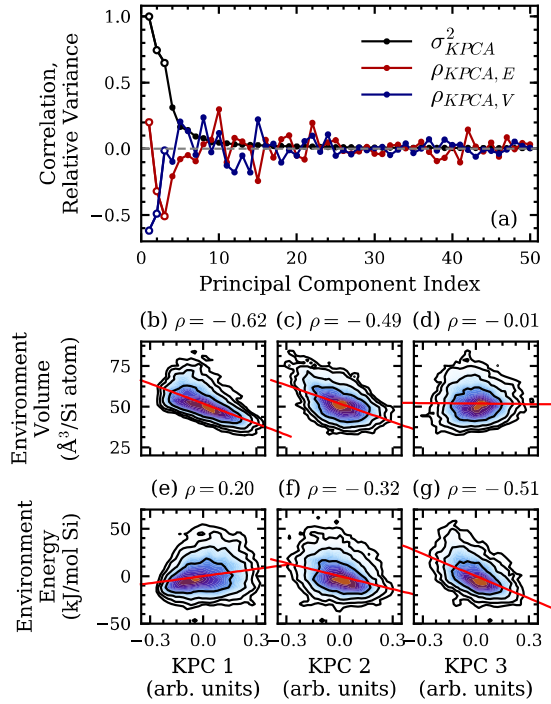 1.0
0.5
0.0
−0.5
Correlation,
Relative Variance
σ²_KPCA
ρ_KPCA, E
ρ_KPCA, V
(a)
0 10 20 30 40 50
Principal Component Index
(b) ρ = −0.62 (c) ρ = −0.49 (d) ρ = −0.01
Environment
Volume
(Å³/Si atom)
75
50
25
(e) ρ = 0.20 (f) ρ = −0.32 (g) ρ = −0.51
Environment
Energy
(kJ/mol Si)
50
0
−50
−0.3 0.0 0.3 −0.3 0.0 0.3 −0.3 0.0 0.3
KPC 1 KPC 2 KPC 3
(arb. units) (arb. units) (arb. units)